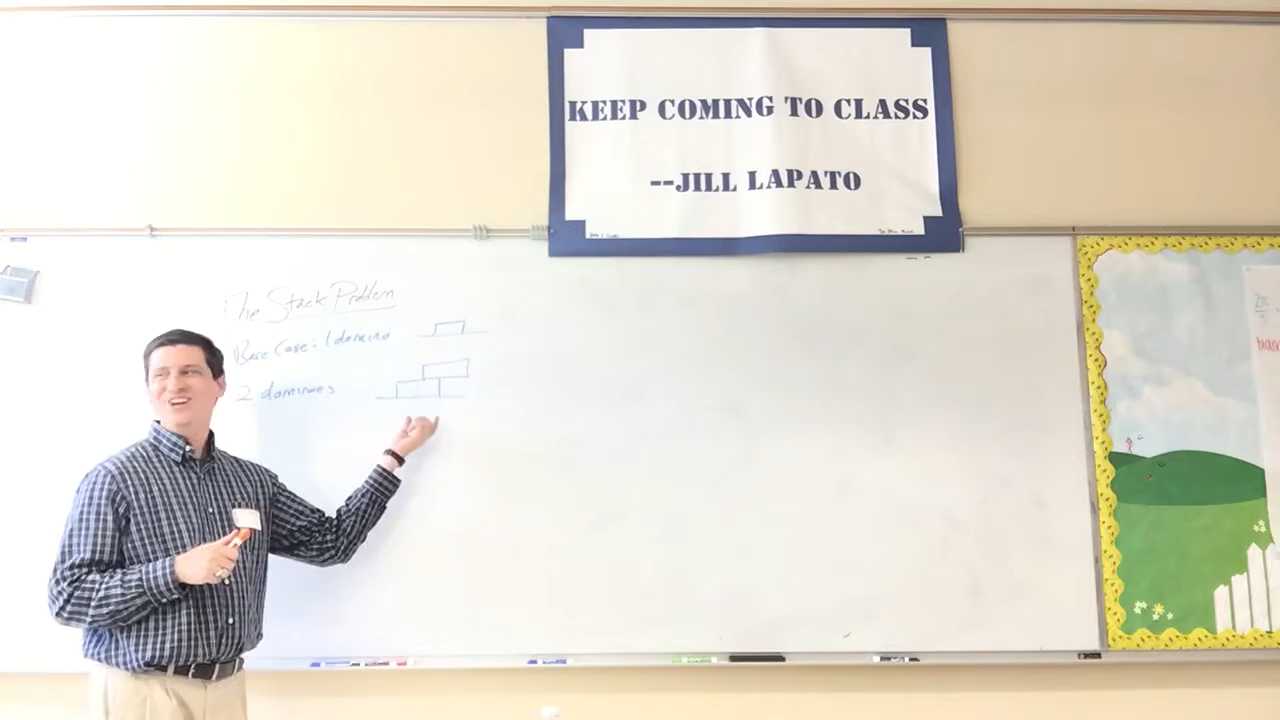 KEEP COMING TO CLASS
--JILL LAPATO
The Stack Problem
Base Case: 1 domino
2 dominoes